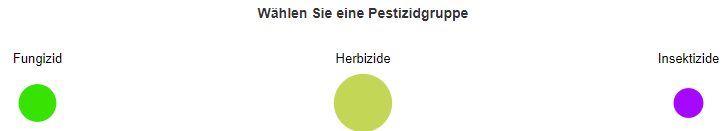 Wählen Sie eine Pestizidgruppe
Fungizid Herbizide Insektizide